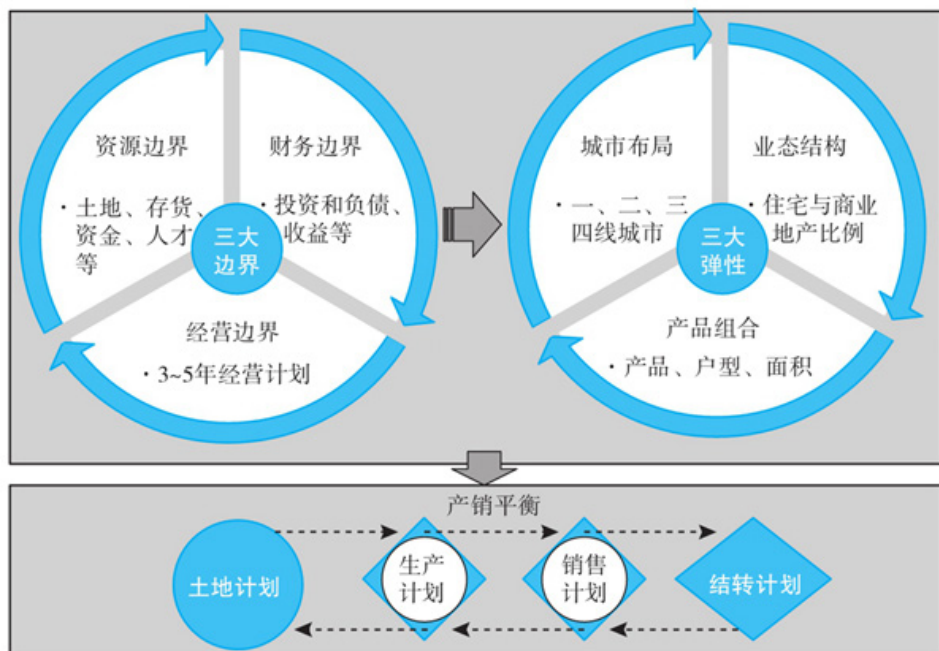 资源边界
·土地、存货、
资金、人才
等
财务边界
·投资和负债、
收益等
三大
边界
经营边界
·3~5年经营计划
城市布局
·一、二、三
四线城市
业态结构
·住宅与商业
地产比例
三大
弹性
产品组合
·产品、户型、面积
产销平衡
土地计划
生产
计划
销售
计划
结转计划